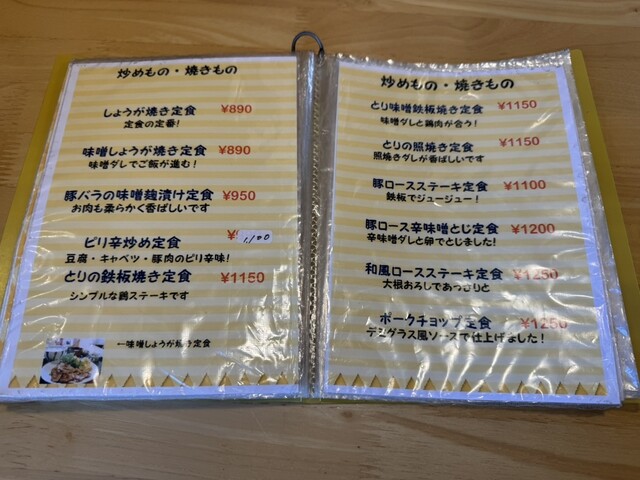 炒めもの・焼きもの
しょうが焼き定食 ¥890
定食の定番!
味噌しょうが焼き定食 ¥890
味噌ダレでご飯が進む!
豚バラの味噌麹漬け定食 ¥950
お肉も柔らかく香ばしいです
ピリ辛炒め定食 ¥ 1,100
豆腐・キャベツ・豚肉のピリ辛味!
とりの鉄板焼き定食 ¥1150
シンプルな鶏ステーキです
←味噌しょうが焼き定食
炒めもの・焼きもの
とり味噌鉄板焼き定食 ¥1150
味噌ダレと鶏肉が合う!
とりの照焼き定食 ¥1150
照焼きダレが香ばしいです
豚ロースステーキ定食 ¥1100
鉄板でジュージュー!
豚ロース辛味噌とじ定食 ¥1200
辛味噌ダレと卵でとじました!
和風ロースステーキ定食 ¥1250
大根おろしであっさりと
ポークチョップ定食 ¥1250
デミグラス風ソースで仕上げました!